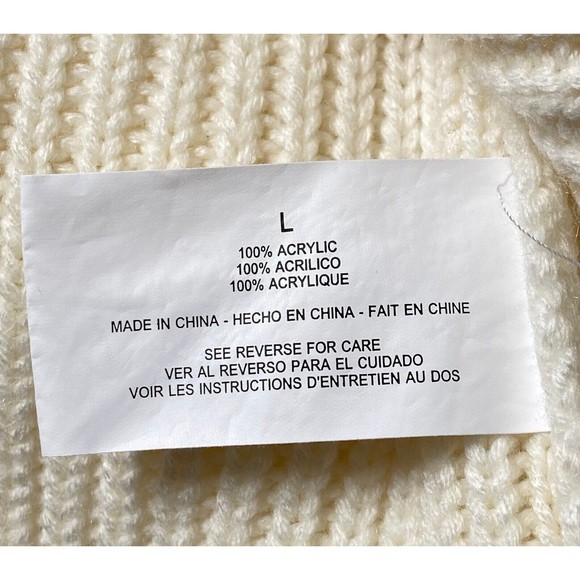 L
100% ACRYLIC
100% ACRILICO
100% ACRYLIQUE
MADE IN CHINA - HECHO EN CHINA - FAIT EN CHINE
SEE REVERSE FOR CARE
VER AL REVERSO PARA EL CUIDADO
VOIR LES INSTRUCTIONS D'ENTRETIEN AU DOS